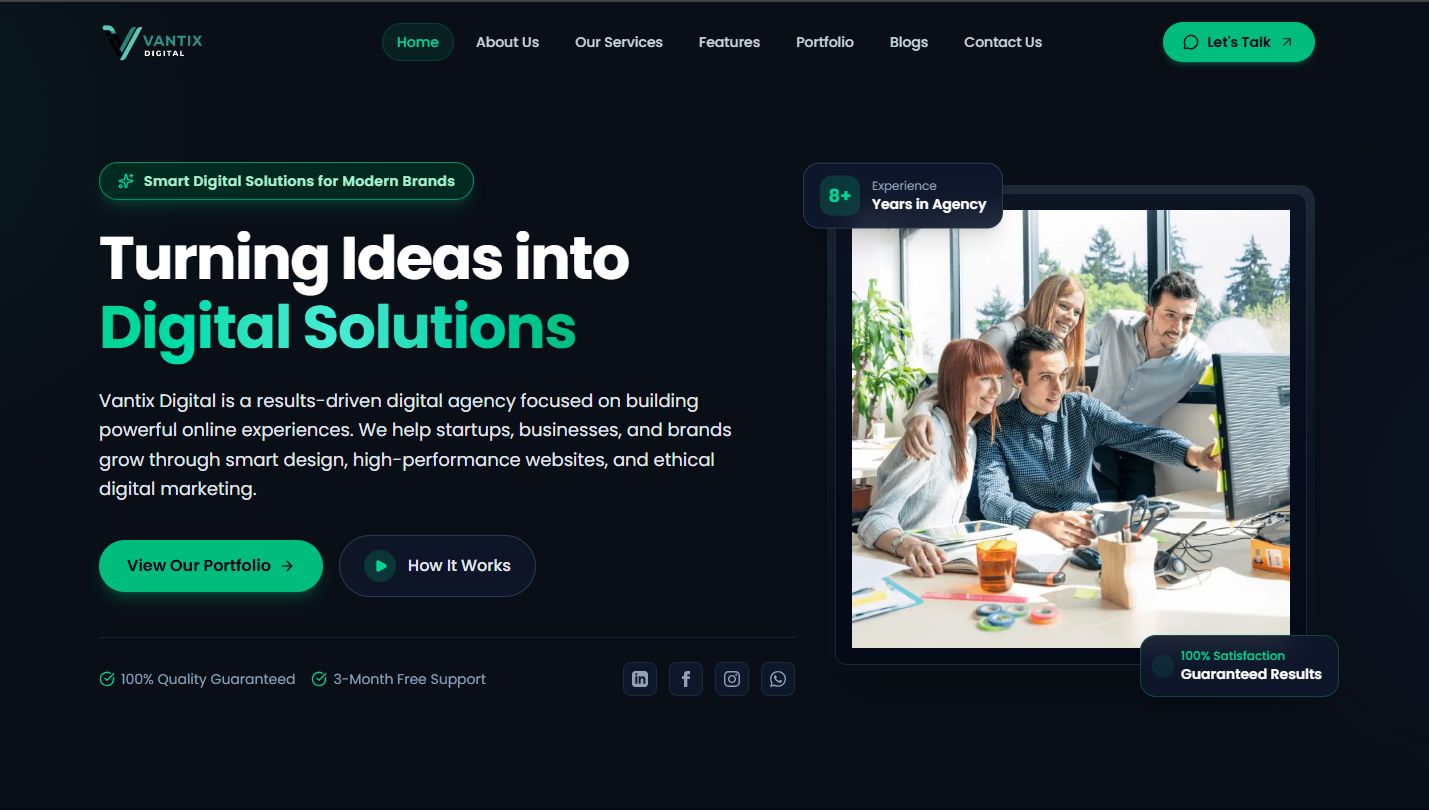 VANTIX
DIGITAL
Home
About Us
Our Services
Features
Portfolio
Blogs
Contact Us
Let's Talk
Smart Digital Solutions for Modern Brands
Turning Ideas into
Digital Solutions
Vantix Digital is a results-driven digital agency focused on building
powerful online experiences. We help startups, businesses, and brands
grow through smart design, high-performance websites, and ethical
digital marketing.
View Our Portfolio
How It Works
100% Quality Guaranteed
3-Month Free Support
8+
Experience
Years in Agency
100% Satisfaction
Guaranteed Results